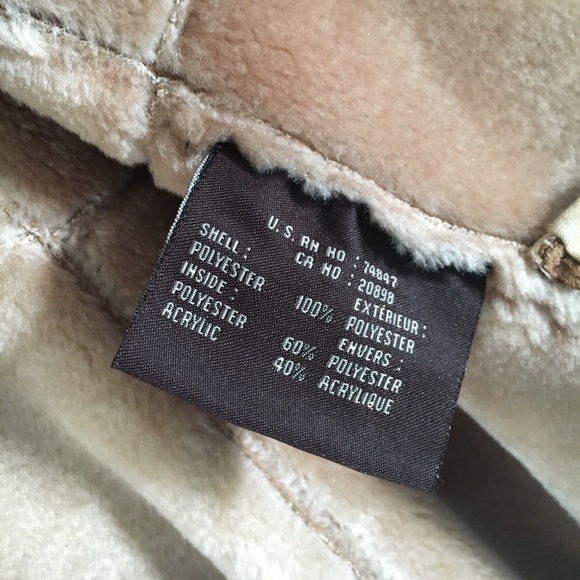 U.S. RN NO : 74847
CA NO : 20898
SHELL : EXTÉRIEUR :
POLYESTER 100% POLYESTER
INSIDE : ENVERS :
POLYESTER 60% POLYESTER
ACRYLIC 40% ACRYLIQUE